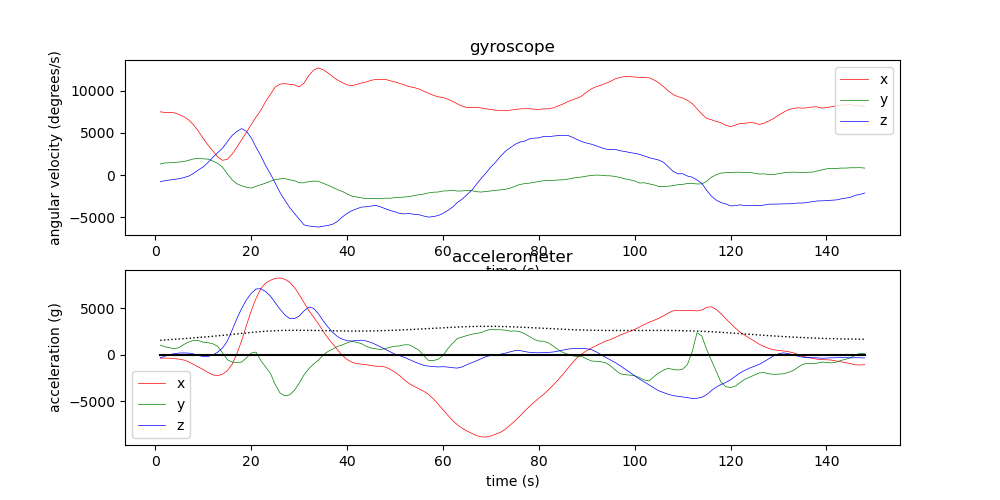 gyroscope
angular velocity (degrees/s)
10000
5000
0
−5000
x
y
z
0 20 40 60 80 100 120 140
time (s)
accelerometer
acceleration (g)
5000
0
−5000
x
y
z
0 20 40 60 80 100 120 140
time (s)